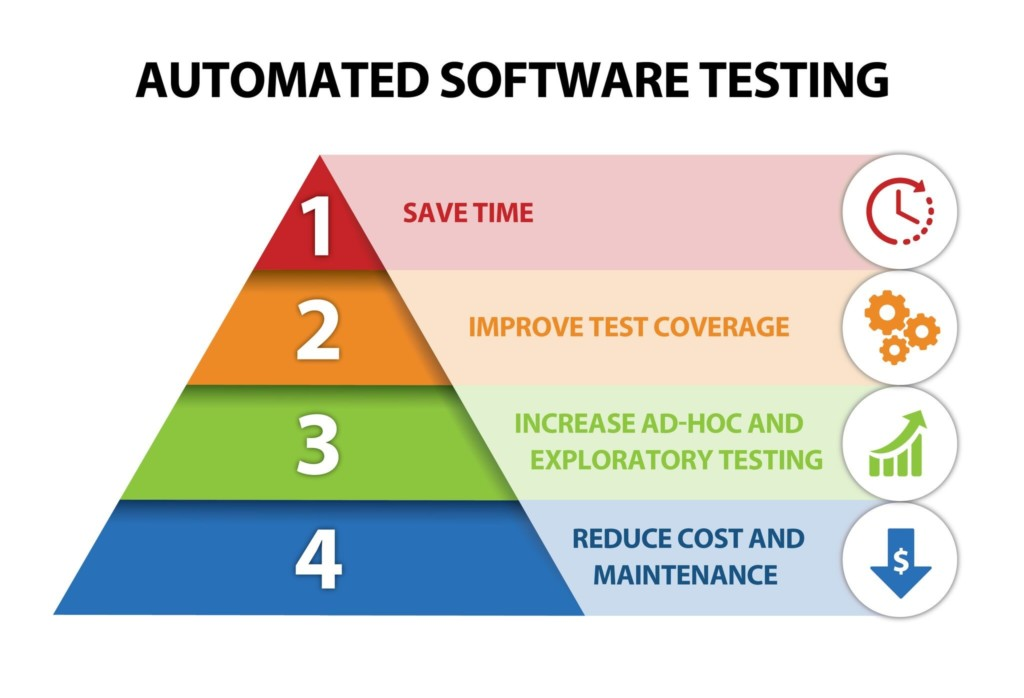 AUTOMATED SOFTWARE TESTING
1
SAVE TIME
2
IMPROVE TEST COVERAGE
3
INCREASE AD-HOC AND
EXPLORATORY TESTING
4
REDUCE COST AND
MAINTENANCE
$